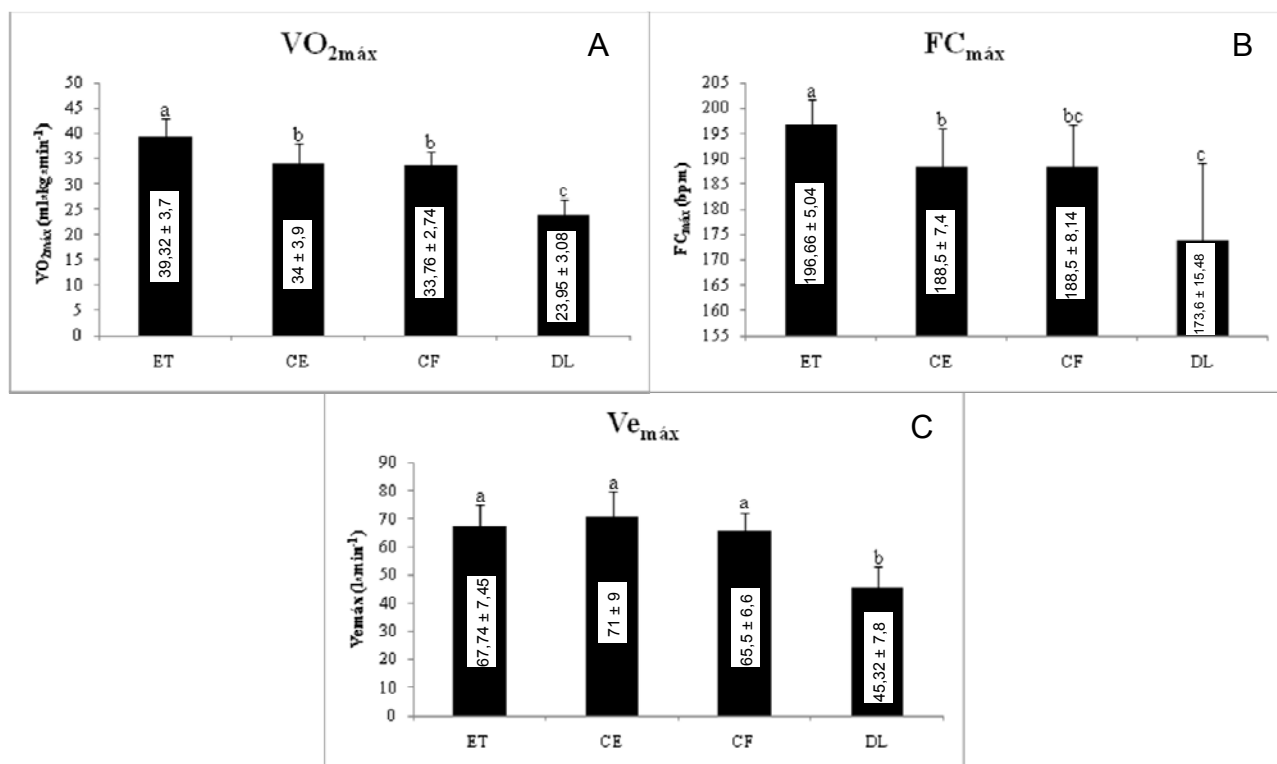 VO2máx
A
VO2máx (ml.kg.min-1)
50
45
40
35
30
25
20
15
10
5
0
a
b
b
c
39,32 ± 3,7
34 ± 3,9
33,76 ± 2,74
23,95 ± 3,08
ET CE CF DL
FCmáx
B
FCmáx (bpm)
205
200
195
190
185
180
175
170
165
160
155
a
b
bc
c
196,66 ± 5,04
188,5 ± 7,4
188,5 ± 8,14
173,6 ± 15,48
ET CE CF DL
Vemáx
C
Vemáx (l.min-1)
90
80
70
60
50
40
30
20
10
0
a
a
a
b
67,74 ± 7,45
71 ± 9
65,5 ± 6,6
45,32 ± 7,8
ET CE CF DL